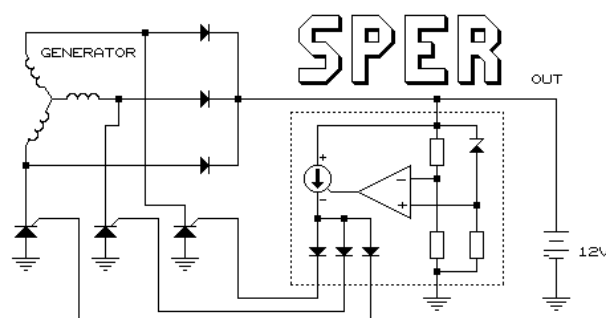 SPER
GENERATOR
OUT
+
−
−
+
12V